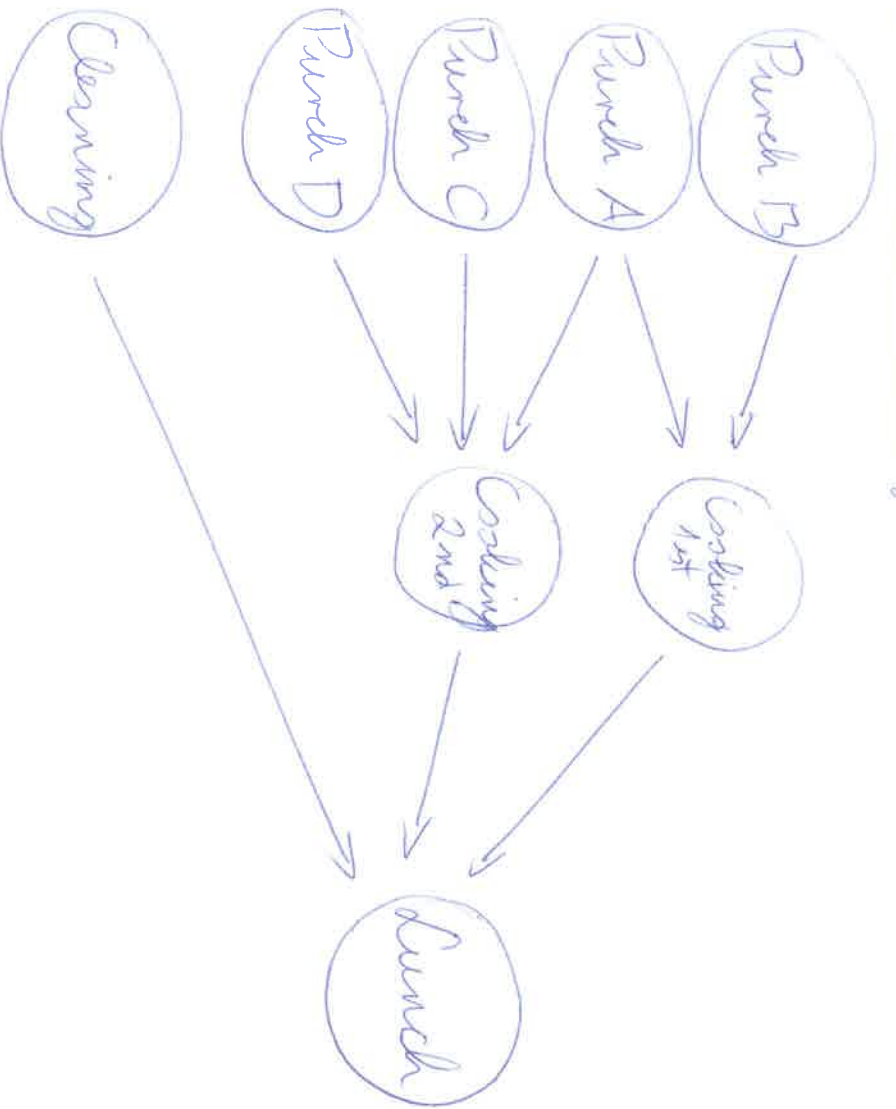 Purch B
Purch A
Purch C
Purch D
Cleaning
Cooking
1st
Cooking
2nd
Lunch